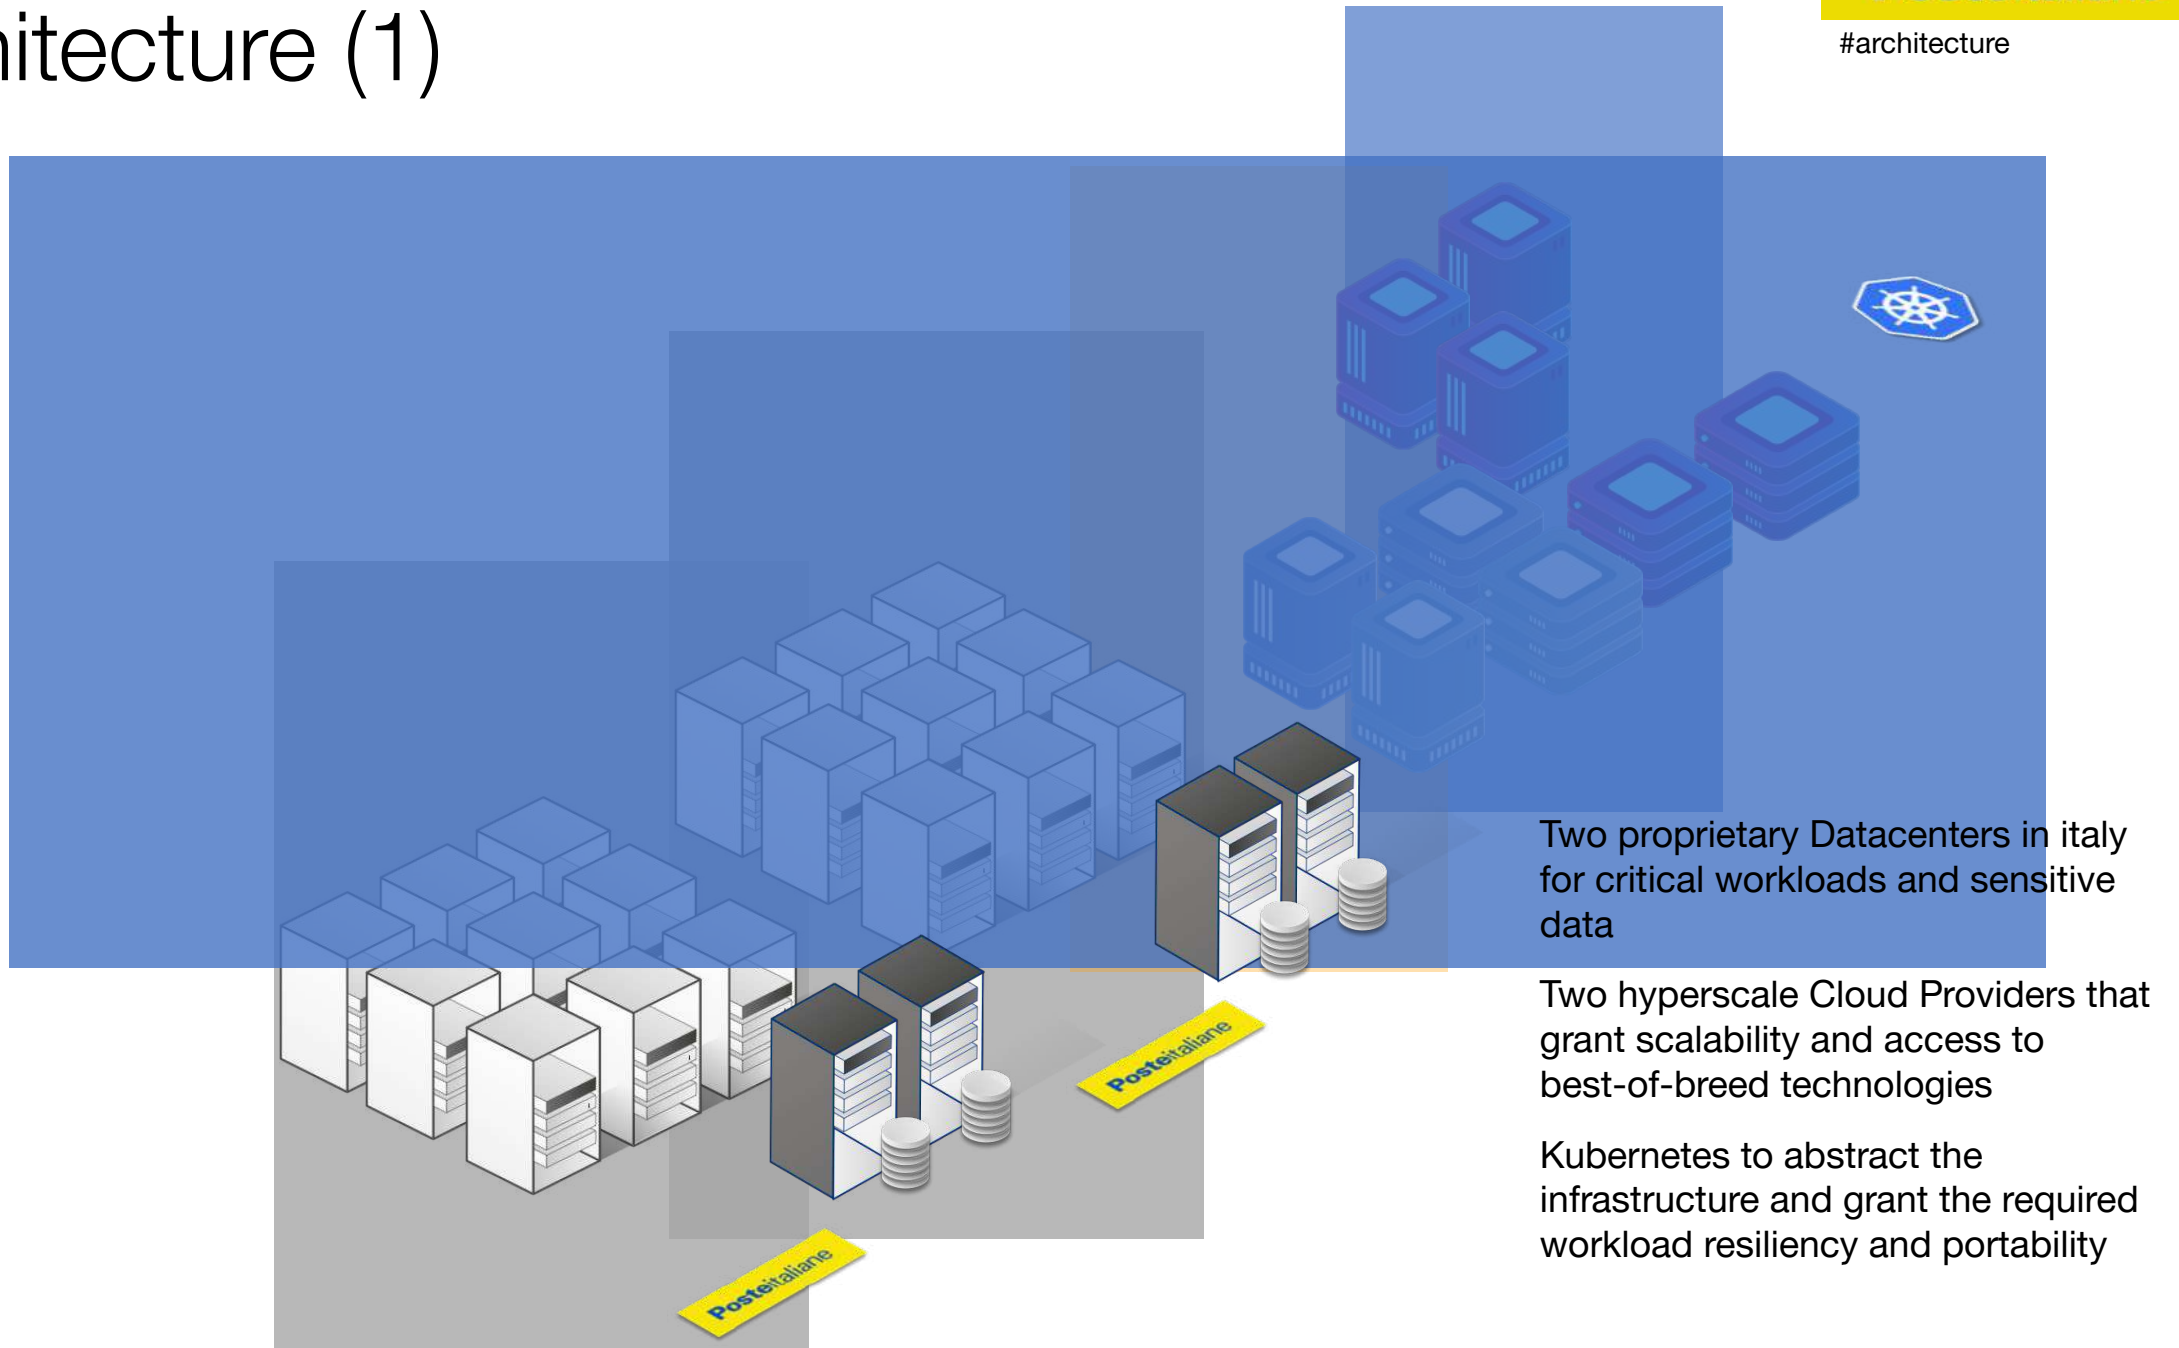 hitecture (1)
#architecture
Two proprietary Datacenters in italy
for critical workloads and sensitive
data
Two hyperscale Cloud Providers that
grant scalability and access to
best-of-breed technologies
Kubernetes to abstract the
infrastructure and grant the required
workload resiliency and portability
Posteitaliane
Posteitaliane